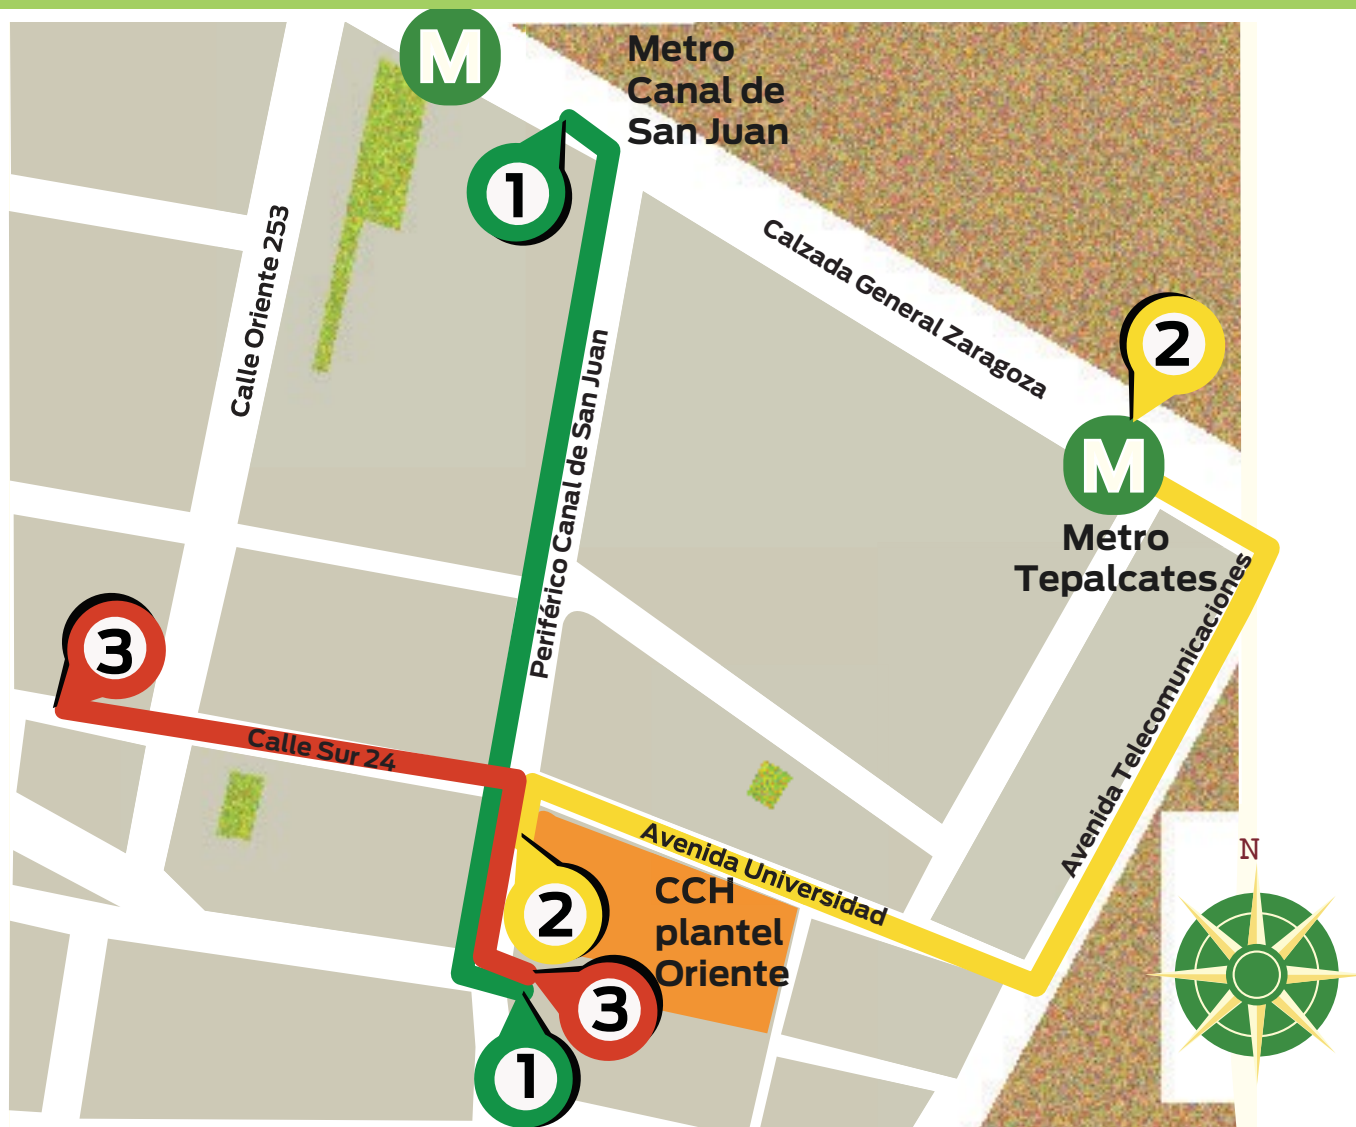 M
Metro
Canal de
San Juan
1
Calle Oriente 253
Calzada General Zaragoza
2
Periférico Canal de San Juan
M
Metro
Tepalcates
3
Calle Sur 24
Avenida Telecomunicaciones
Avenida Universidad
N
CCH
plantel
Oriente
2
3
1